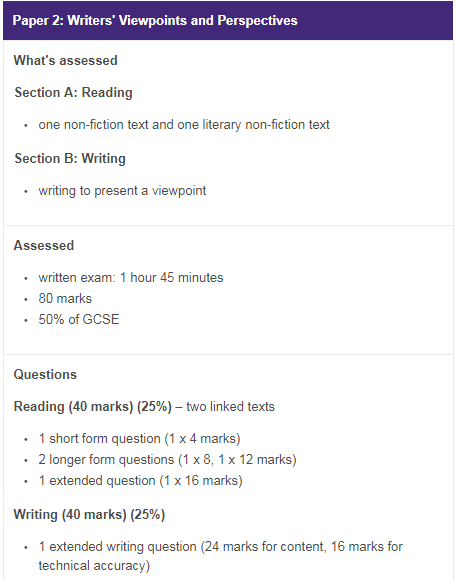 Paper 2: Writers' Viewpoints and Perspectives
What's assessed
Section A: Reading
• one non-fiction text and one literary non-fiction text
Section B: Writing
• writing to present a viewpoint
Assessed
• written exam: 1 hour 45 minutes
• 80 marks
• 50% of GCSE
Questions
Reading (40 marks) (25%) – two linked texts
• 1 short form question (1 x 4 marks)
• 2 longer form questions (1 x 8, 1 x 12 marks)
• 1 extended question (1 x 16 marks)
Writing (40 marks) (25%)
• 1 extended writing question (24 marks for content, 16 marks for
technical accuracy)